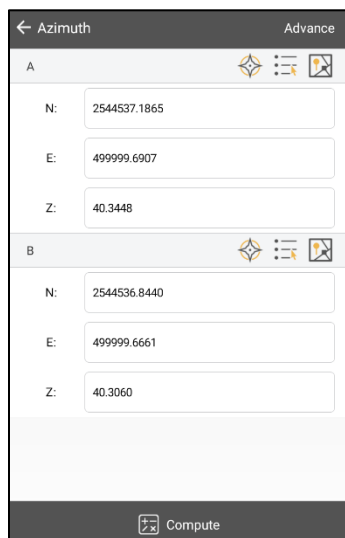 Azimuth Advance
A
N: 2544537.1865
E: 499999.6907
Z: 40.3448
B
N: 2544536.8440
E: 499999.6661
Z: 40.3060
Compute